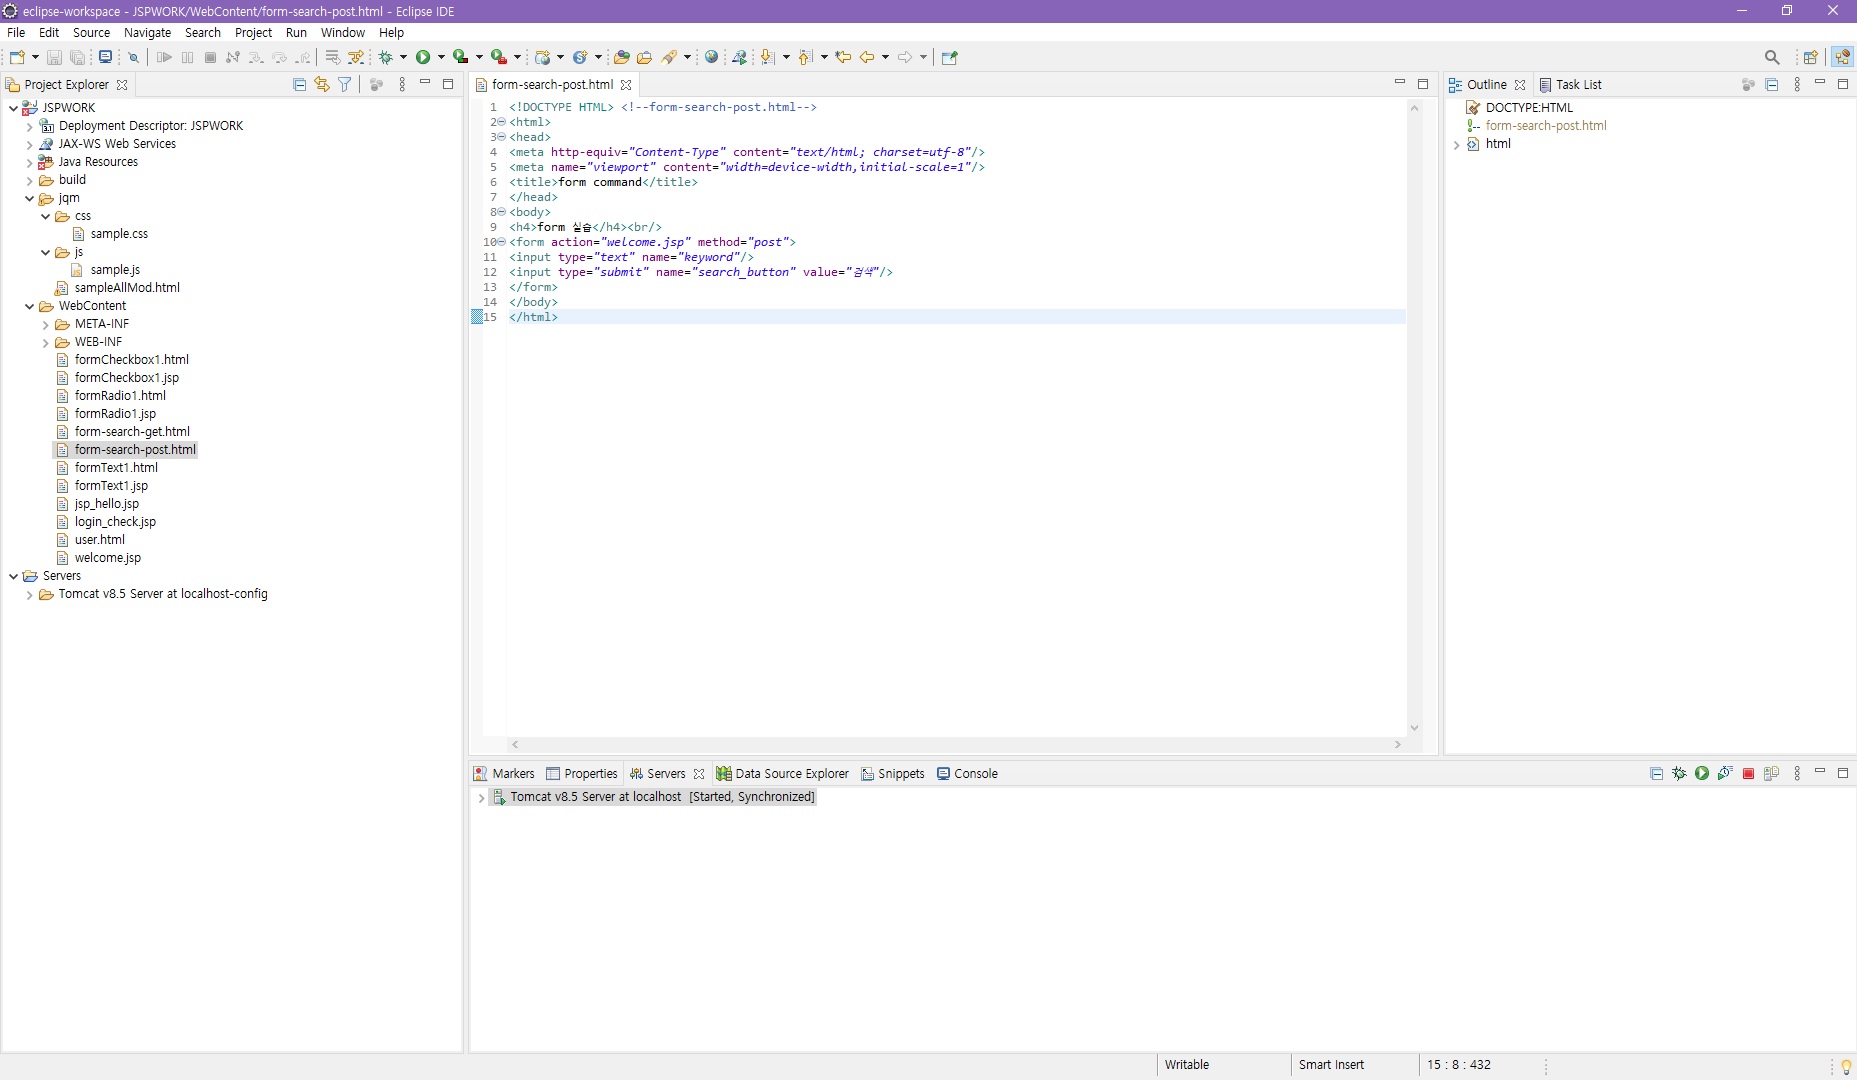 eclipse-workspace - JSPWORK/WebContent/form-search-post.html - Eclipse IDE
File Edit Source Navigate Search Project Run Window Help
Project Explorer
JSPWORK
Deployment Descriptor: JSPWORK
JAX-WS Web Services
Java Resources
build
jqm
css
sample.css
js
sample.js
sampleAllMod.html
WebContent
META-INF
WEB-INF
formCheckbox1.html
formCheckbox1.jsp
formRadio1.html
formRadio1.jsp
form-search-get.html
form-search-post.html
formText1.html
formText1.jsp
jsp_hello.jsp
login_check.jsp
user.html
welcome.jsp
Servers
Tomcat v8.5 Server at localhost-config
form-search-post.html
1 <!DOCTYPE HTML> <!--form-search-post.html-->
2 <html>
3 <head>
4 <meta http-equiv="Content-Type" content="text/html; charset=utf-8"/>
5 <meta name="viewport" content="width=device-width,initial-scale=1"/>
6 <title>form command</title>
7 </head>
8 <body>
9 <h4>form 실습</h4><br/>
10 <form action="welcome.jsp" method="post">
11 <input type="text" name="keyword"/>
12 <input type="submit" name="search_button" value="검색"/>
13 </form>
14 </body>
15 </html>
Outline Task List
DOCTYPE:HTML
form-search-post.html
html
Markers Properties Servers Data Source Explorer Snippets Console
Tomcat v8.5 Server at localhost [Started, Synchronized]
Writable Smart Insert 15 : 8 : 432